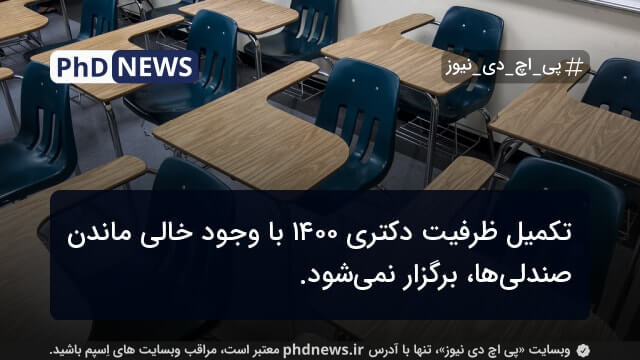 PhD NEWS
#پی_اچ_دی_نیوز
تکمیل ظرفیت دکتری ۱۴۰۰ با وجود خالی ماندن
صندلی‌ها، برگزار نمی‌شود.
وبسایت «پی اچ دی نیوز»، تنها با آدرس phdnews.ir معتبر است، مراقب وبسایت های اِسپم باشید.